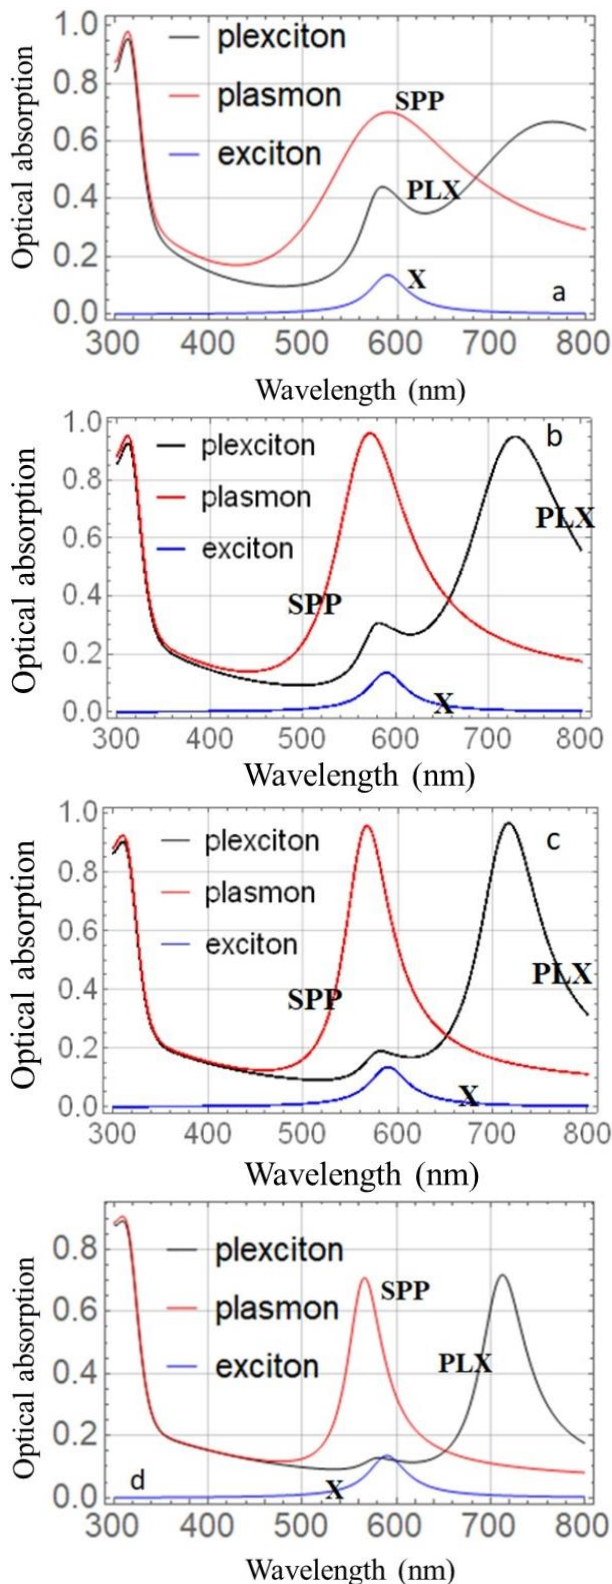 1.0
plexciton
0.8
plasmon
SPP
0.6
exciton
PLX
0.4
0.2
X
a
0.0
300 400 500 600 700 800
Optical absorption
Wavelength (nm)
1.0
plexciton
b
0.8
plasmon
PLX
0.6
exciton
SPP
0.4
0.2
X
0.0
300 400 500 600 700 800
Optical absorption
Wavelength (nm)
1.0
plexciton
c
0.8
plasmon
0.6
exciton
PLX
SPP
0.4
0.2
X
0.0
300 400 500 600 700 800
Optical absorption
Wavelength (nm)
plexciton
0.8
SPP
plasmon
0.6
PLX
exciton
0.4
0.2
d
X
0.0
300 400 500 600 700 800
Optical absorption
Wavelength (nm)